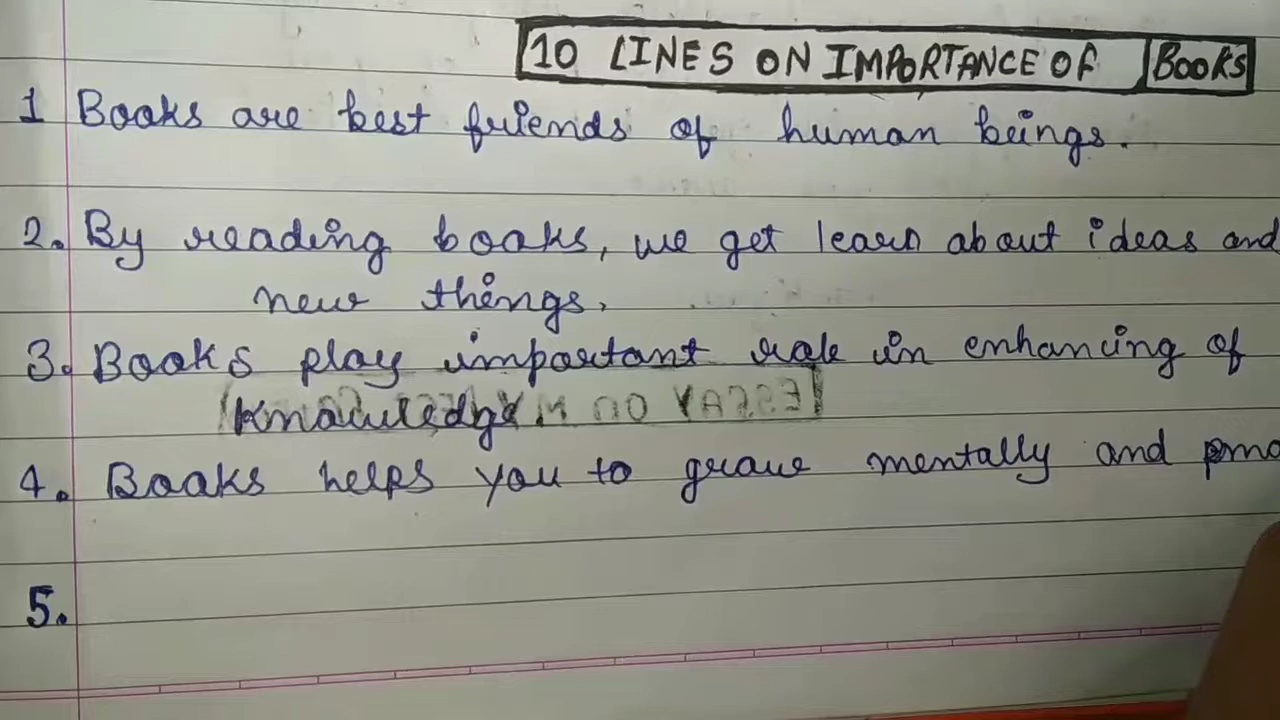 10 LINES ON IMPORTANCE OF BOOKS
1 Books are best friends of human beings.
2. By reading books, we get learn about ideas and
new things.
3. Books play important role in enhancing of
knowledge
4. Books helps you to grow mentally and
5.